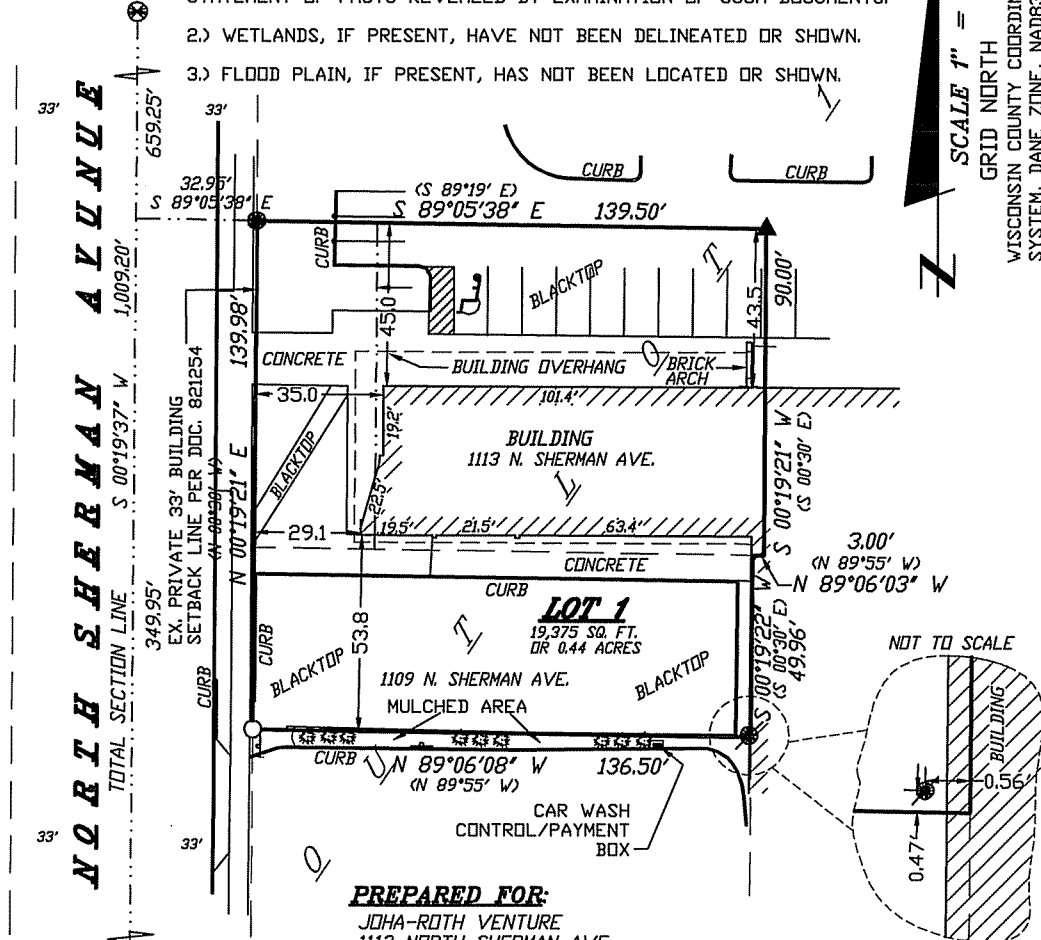 2.) WETLANDS, IF PRESENT, HAVE NOT BEEN DELINEATED OR SHOWN.
3.) FLOOD PLAIN, IF PRESENT, HAS NOT BEEN LOCATED OR SHOWN.
SCALE 1" =
GRID NORTH
WISCONSIN COUNTY COORDIN
SYSTEM, DANE ZONE, NAD83
Z
33'
33'
NORTH SHERMAN AVUNUE
659.25'
32.95'
S 89°05'38" E
(S 89°19' E)
S 89°05'38" E
139.50'
CURB
CURB
CURB
T
T
BLACKTOP
45.0
43.5
90.00'
1,009.20'
S 00°19'37" W
TOTAL SECTION LINE
349.95'
EX. PRIVATE 33' BUILDING
SETBACK LINE PER DOC. 821254
(N 00°30' W)
N 00°19'21" E
139.98'
CONCRETE
BUILDING OVERHANG
O
BRICK
ARCH
35.0
101.4'
19.2'
BUILDING
1113 N. SHERMAN AVE.
L
BLACKTOP
22.5'
29.1
19.5'
21.5'
63.4'
S 00°19'21" W
(S 00°30' E)
3.00'
(N 89°55' W)
N 89°06'03" W
CONCRETE
CURB
LOT 1
19,375 SQ. FT.
OR 0.44 ACRES
53.8
T
CURB
CURB
BLACKTOP
BLACKTOP
1109 N. SHERMAN AVE.
MULCHED AREA
S 00°19'22" W
(S 00°30' E)
49.96'
NOT TO SCALE
BUILDING
0.56'
0.47'
CURB
U
N 89°06'08" W
136.50'
(N 89°55' W)
CAR WASH
CONTROL/PAYMENT
BOX
33'
33'
O
PREPARED FOR:
JOHA-ROTH VENTURE
1113 NORTH SHERMAN AVE